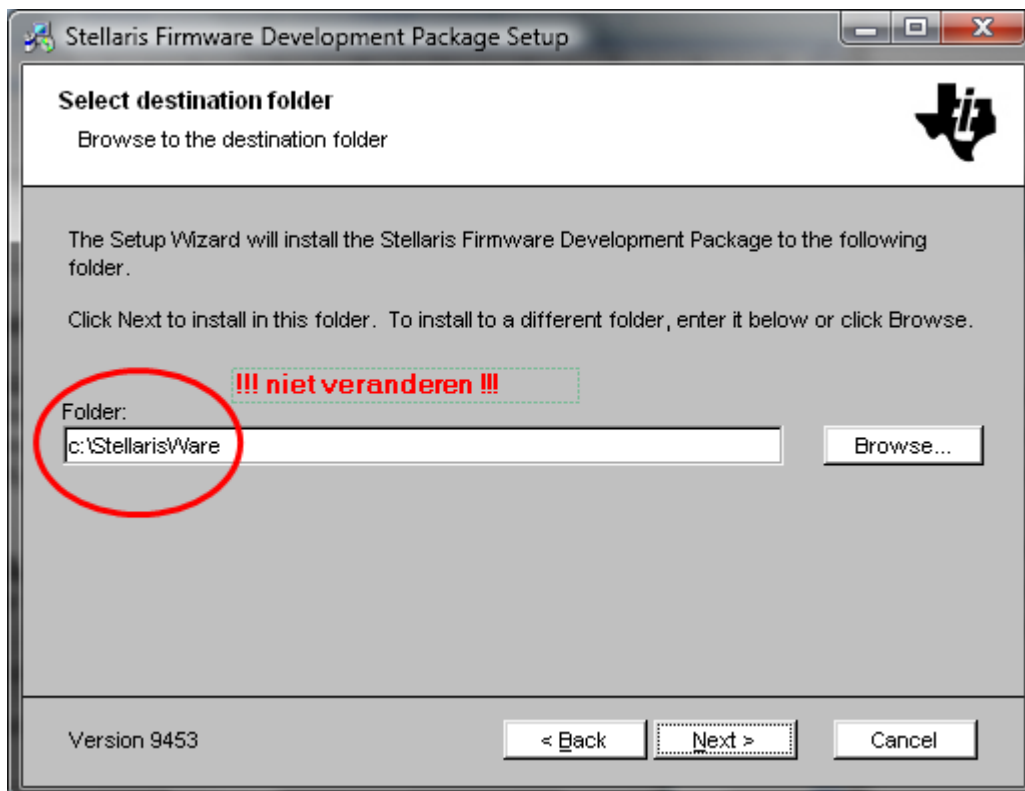 Stellaris Firmware Development Package Setup
Select destination folder
Browse to the destination folder
ti
The Setup Wizard will install the Stellaris Firmware Development Package to the following
folder.
Click Next to install in this folder.  To install to a different folder, enter it below or click Browse.
!!! niet veranderen !!!
Folder:
c:\StellarisWare
Browse...
Version 9453
< Back
Next >
Cancel